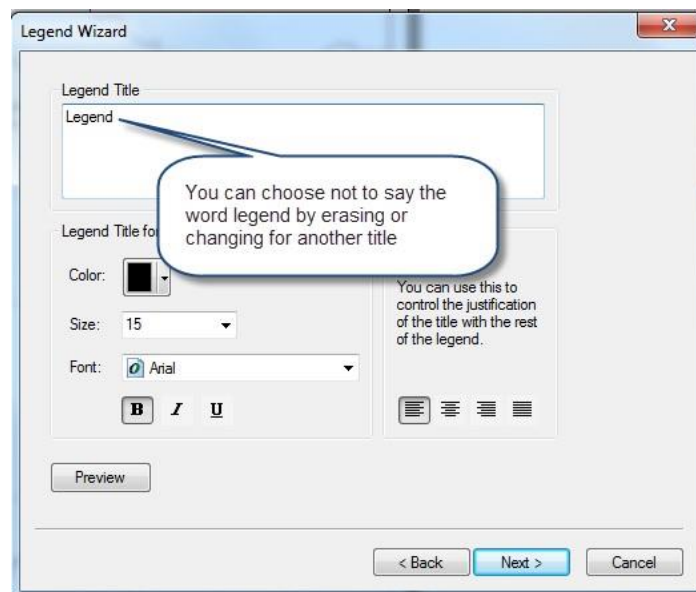 Legend Wizard
Legend Title
Legend
You can choose not to say the
word legend by erasing or
changing for another title
Legend Title
Color:
You can use this to
control the justification
of the title with the rest
of the legend.
Size: 15
Font: Arial
B I U
Preview
< Back Next > Cancel